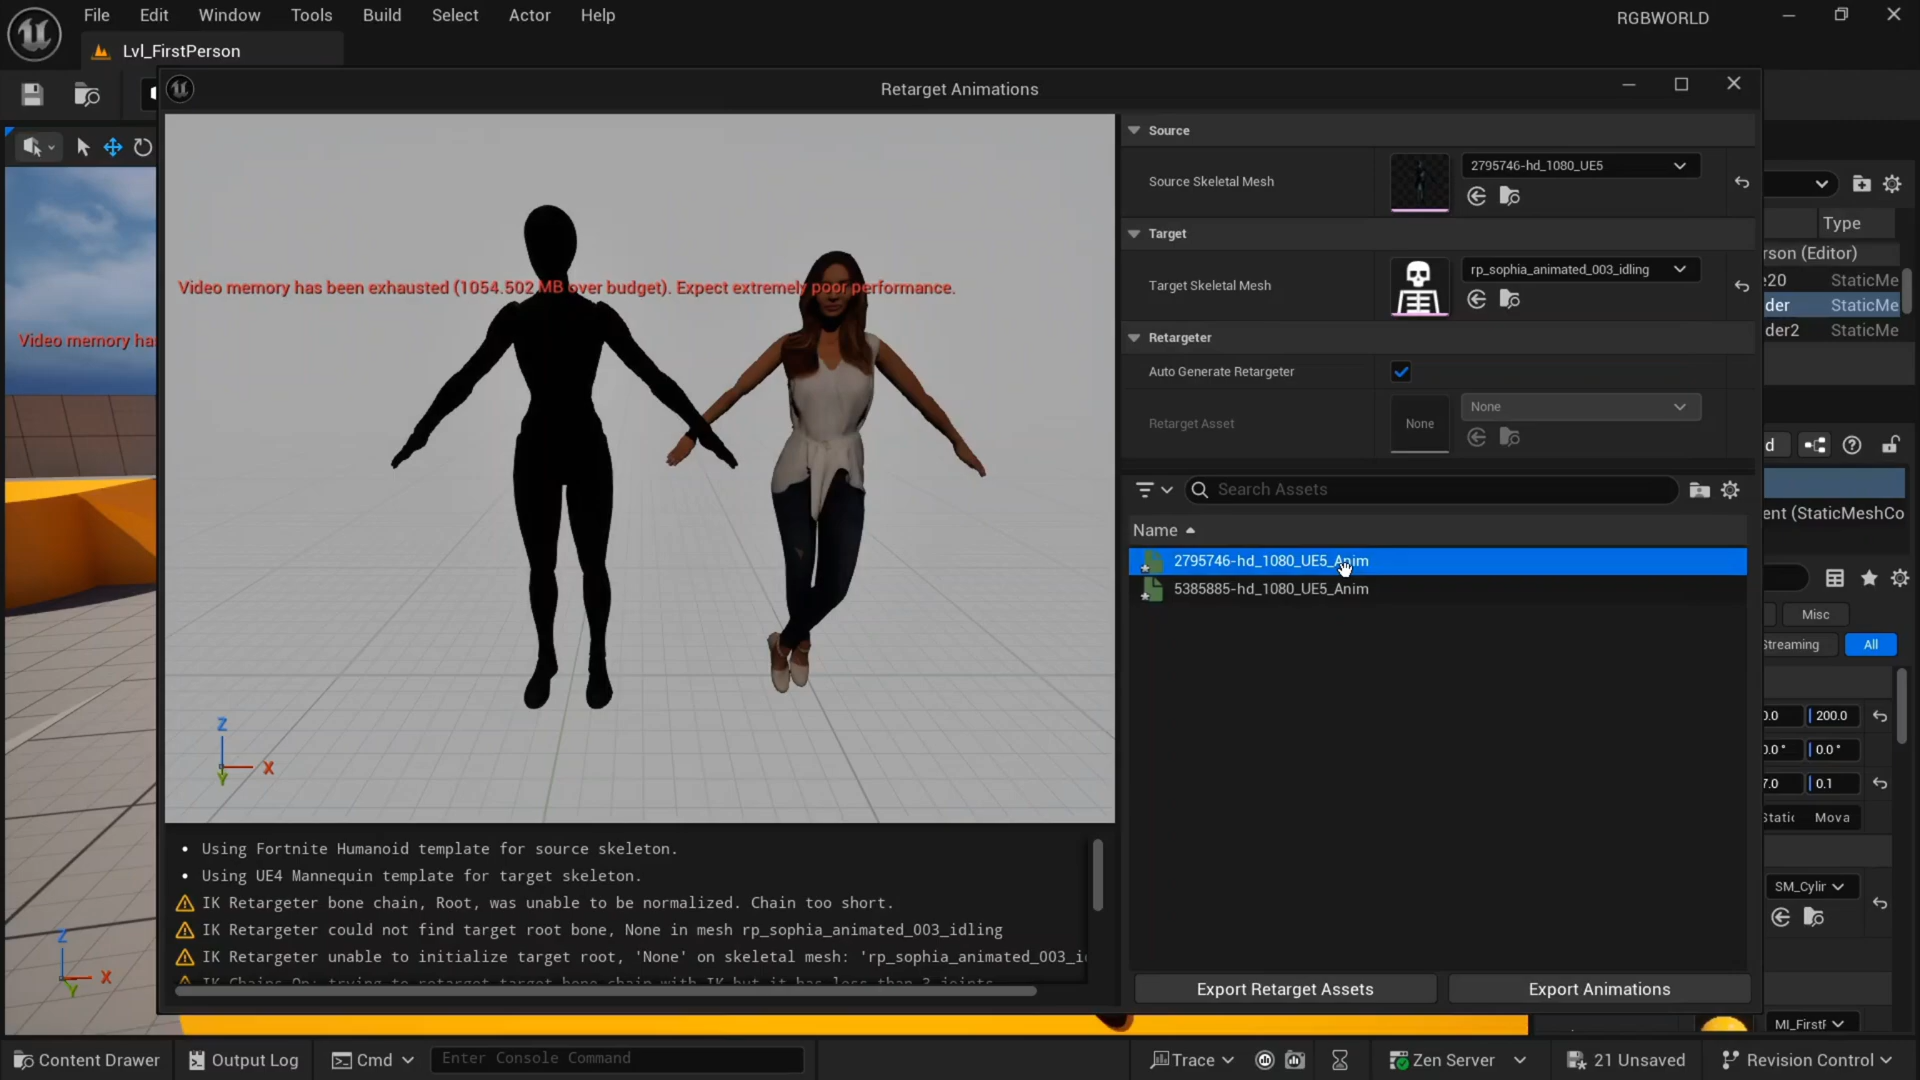 File Edit Window Tools Build Select Actor Help
RGBWORLD
Lvl_FirstPerson
Retarget Animations
Source
Source Skeletal Mesh
2795746-hd_1080_UE5
Target
Target Skeletal Mesh
rp_sophia_animated_003_idling
Retargeter
Auto Generate Retargeter
Retarget Asset
None
None
Video memory has been exhausted (1054.502 MB over budget). Expect extremely poor performance.
Video memory ha
Search Assets
Name
2795746-hd_1080_UE5_Anim
5385885-hd_1080_UE5_Anim
Z
X
Y
Z
X
Y
• Using Fortnite Humanoid template for source skeleton.
• Using UE4 Mannequin template for target skeleton.
IK Retargeter bone chain, Root, was unable to be normalized. Chain too short.
IK Retargeter could not find target root bone, None in mesh rp_sophia_animated_003_idling
IK Retargeter unable to initialize target root, 'None' on skeletal mesh: 'rp_sophia_animated_003_i
IK Chains Op: trying to retarget target bone chain with IK but it has less than 3 joints
Export Retarget Assets
Export Animations
Type
rson (Editor)
e20 StaticMe
der StaticMe
der2 StaticMe
d
ent (StaticMeshCo
Misc
Streaming
All
0.0 200.0
0.0° 0.0°
7.0 0.1
Static Mova
SM_Cylir
MI_FirstF
Content Drawer
Output Log
Cmd
Enter Console Command
Trace
Zen Server
21 Unsaved
Revision Control